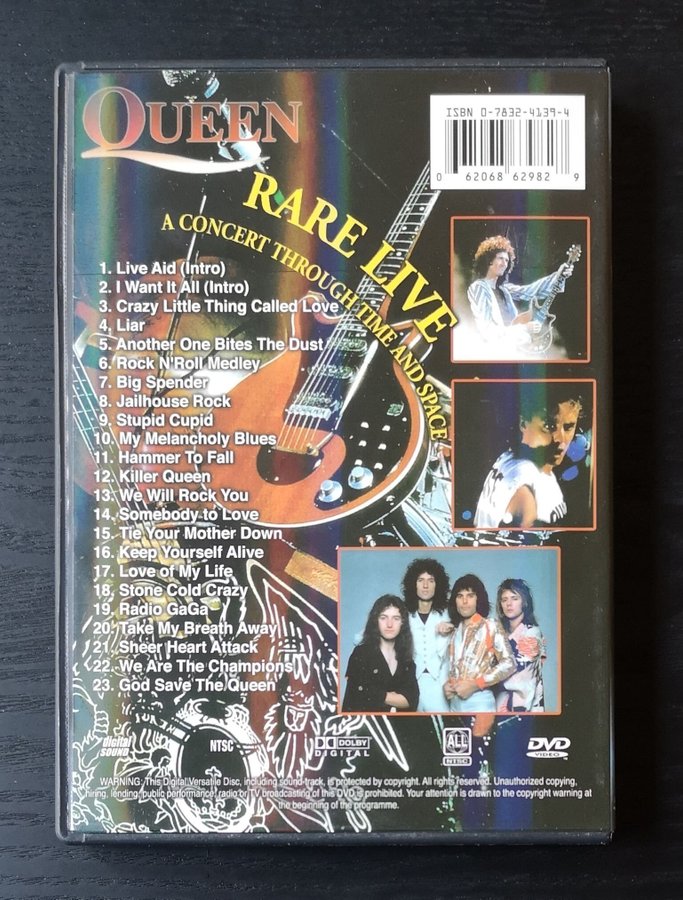 QUEEN
ISBN 0-7832-4139-4
0 62068 62982 9
RARE LIVE
A CONCERT THROUGH TIME AND SPACE
1. Live Aid (Intro)
2. I Want It All (Intro)
3. Crazy Little Thing Called Love
4. Liar
5. Another One Bites The Dust
6. Rock N'Roll Medley
7. Big Spender
8. Jailhouse Rock
9. Stupid Cupid
10. My Melancholy Blues
11. Hammer To Fall
12. Killer Queen
13. We Will Rock You
14. Somebody to Love
15. Tie Your Mother Down
16. Keep Yourself Alive
17. Love of My Life
18. Stone Cold Crazy
19. Radio GaGa
20. Take My Breath Away
21. Sheer Heart Attack
22. We Are The Champions
23. God Save The Queen
digital SOUND
NTSC
DOLBY DIGITAL
ALL NTSC
DVD VIDEO
WARNING: This Digital Versatile Disc, including sound-track, is protected by copyright. All rights reserved. Unauthorized copying,
hiring, lending, public performance, radio or TV broadcasting of this DVD is prohibited. Your attention is drawn to the copyright warning at
the beginning of the programme.